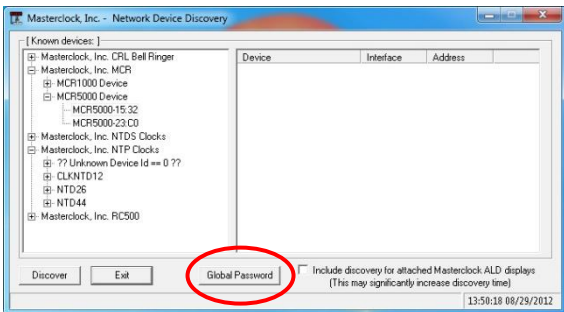 Masterclock, Inc. - Network Device Discovery
[ Known devices: ]
Masterclock, Inc. CRL Bell Ringer
Masterclock, Inc. MCR
MCR1000 Device
MCR5000 Device
MCR5000-15:32
MCR5000-23:C0
Masterclock, Inc. NTDS Clocks
Masterclock, Inc. NTP Clocks
?? Unknown Device Id == 0 ??
CLKNTD12
NTD26
NTD44
Masterclock, Inc. RC500
Device Interface Address
Discover Exit Global Password Include discovery for attached Masterclock ALD displays
(This may significantly increase discovery time)
13:50:18 08/29/2012